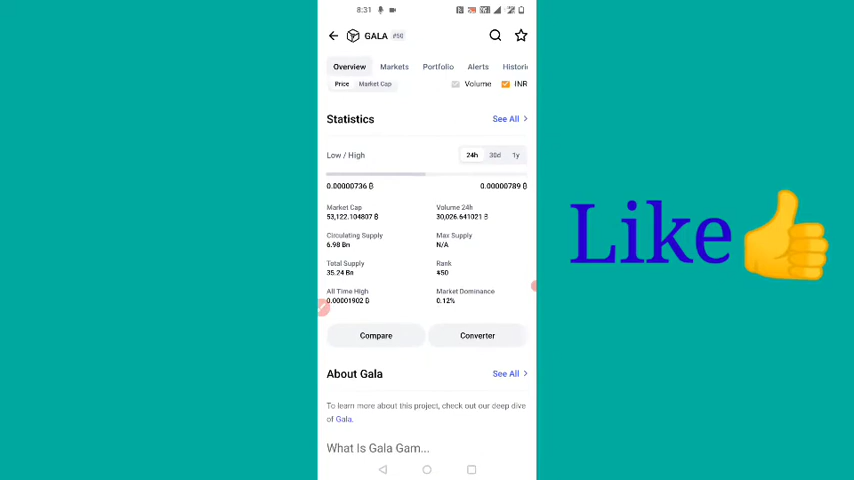 8:31
GALA #50
Overview Markets Portfolio Alerts Histori
Price Market Cap Volume INR
Statistics See All >
Low / High 24h 30d 1y
0.00000736 ₿ 0.00000789 ₿
Market Cap Volume 24h
53,122.104807 ₿ 30,026.641021 ₿
Circulating Supply Max Supply
6.98 Bn N/A
Total Supply Rank
35.24 Bn #50
All Time High Market Dominance
0.00001902 ₿ 0.12%
Compare Converter
About Gala See All >
To learn more about this project, check out our deep dive
of Gala.
What Is Gala Gam...
Like